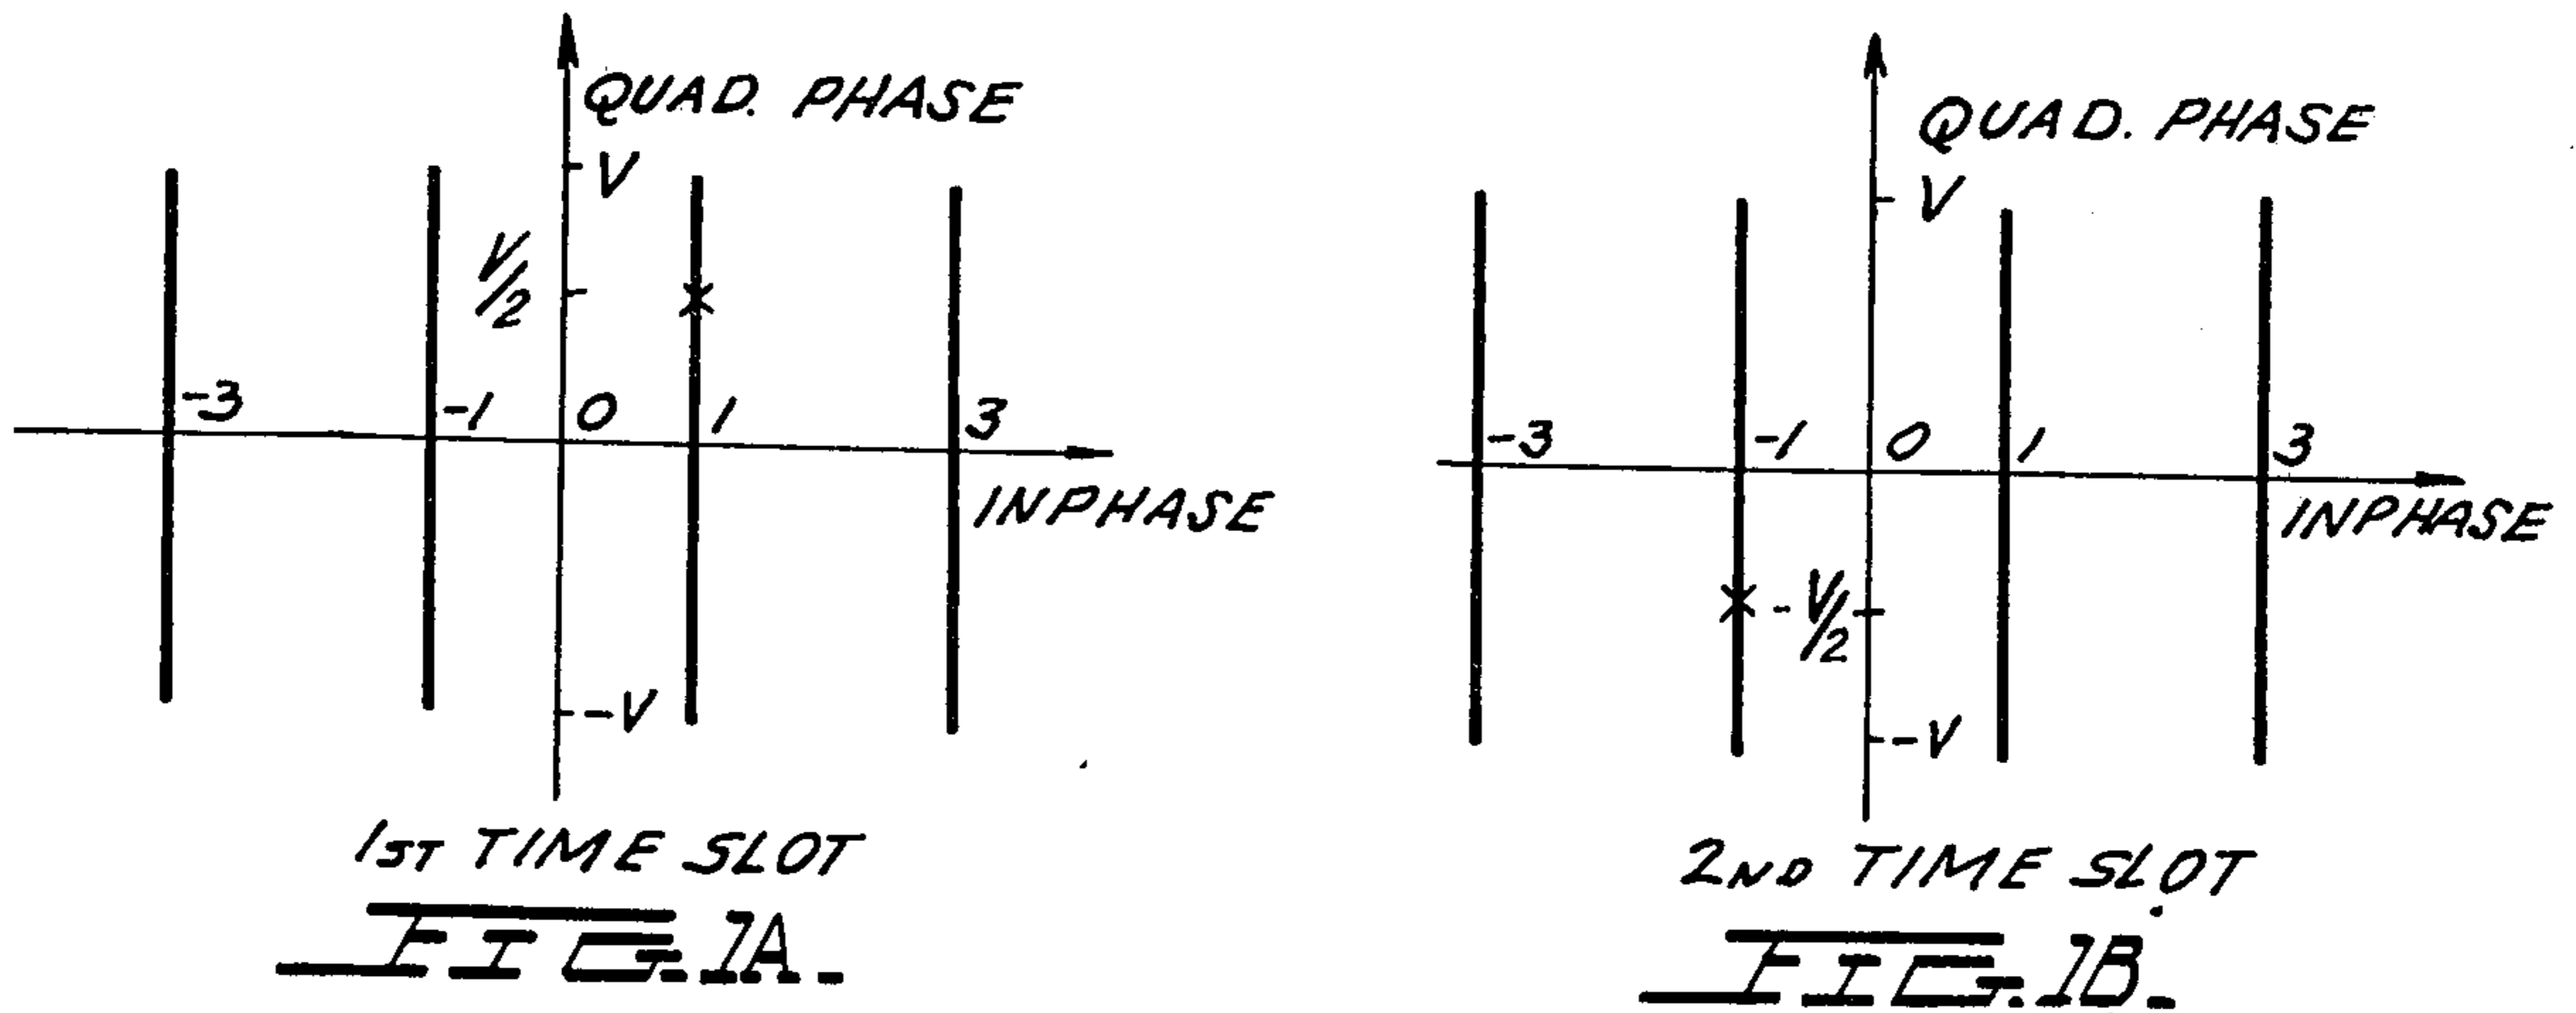 QUAD. PHASE
V
V/2
-3 -1 0 1 3
INPHASE
-V
1ST TIME SLOT
FIG. 1A.
QUAD. PHASE
V
-3 -1 0 1 3
INPHASE
-V/2
-V
2ND TIME SLOT
FIG. 1B.